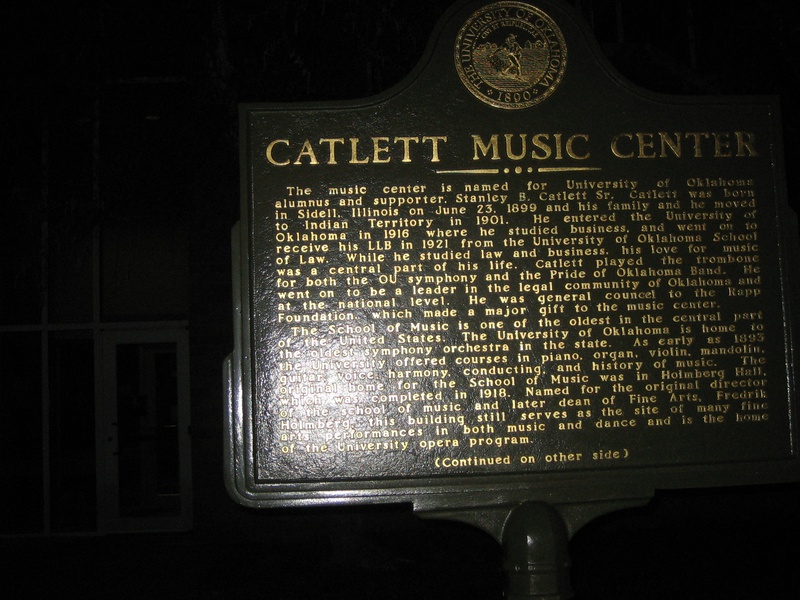 THE UNIVERSITY OF OKLAHOMA
1890
CATLETT MUSIC CENTER
The music center is named for University of Oklahoma
alumnus and supporter, Stanley B. Catlett Sr. Catlett was born
in Sidell, Illinois on June 23, 1899 and his family and he moved
to Indian Territory in 1901. He entered the University of
Oklahoma in 1916 where he studied business, and went on to
receive his LLB in 1921 from the University of Oklahoma School
of Law. While he studied law and business, his love for music
was a central part of his life. Catlett played the trombone
for both the OU symphony and the Pride of Oklahoma Band. He
went on to be a leader in the legal community of Oklahoma and
at the national level. He was general councel to the Rapp
Foundation which made a major gift to the music center.
The School of Music is one of the oldest in the central part
of the United States. The University of Oklahoma is home to
the oldest symphony orchestra in the state. As early as 1893
the University offered courses in piano, organ, violin, mandolin,
guitar, voice, harmony, conducting, and history of music. The
original home for the School of Music was in Holmberg Hall,
which was completed in 1918. Named for the original director
of the school of music and later dean of Fine Arts, Fredrik
Holmberg, this building still serves as the site of many fine
arts performances in both music and dance and is the home
of the University opera program.
(Continued on other side)